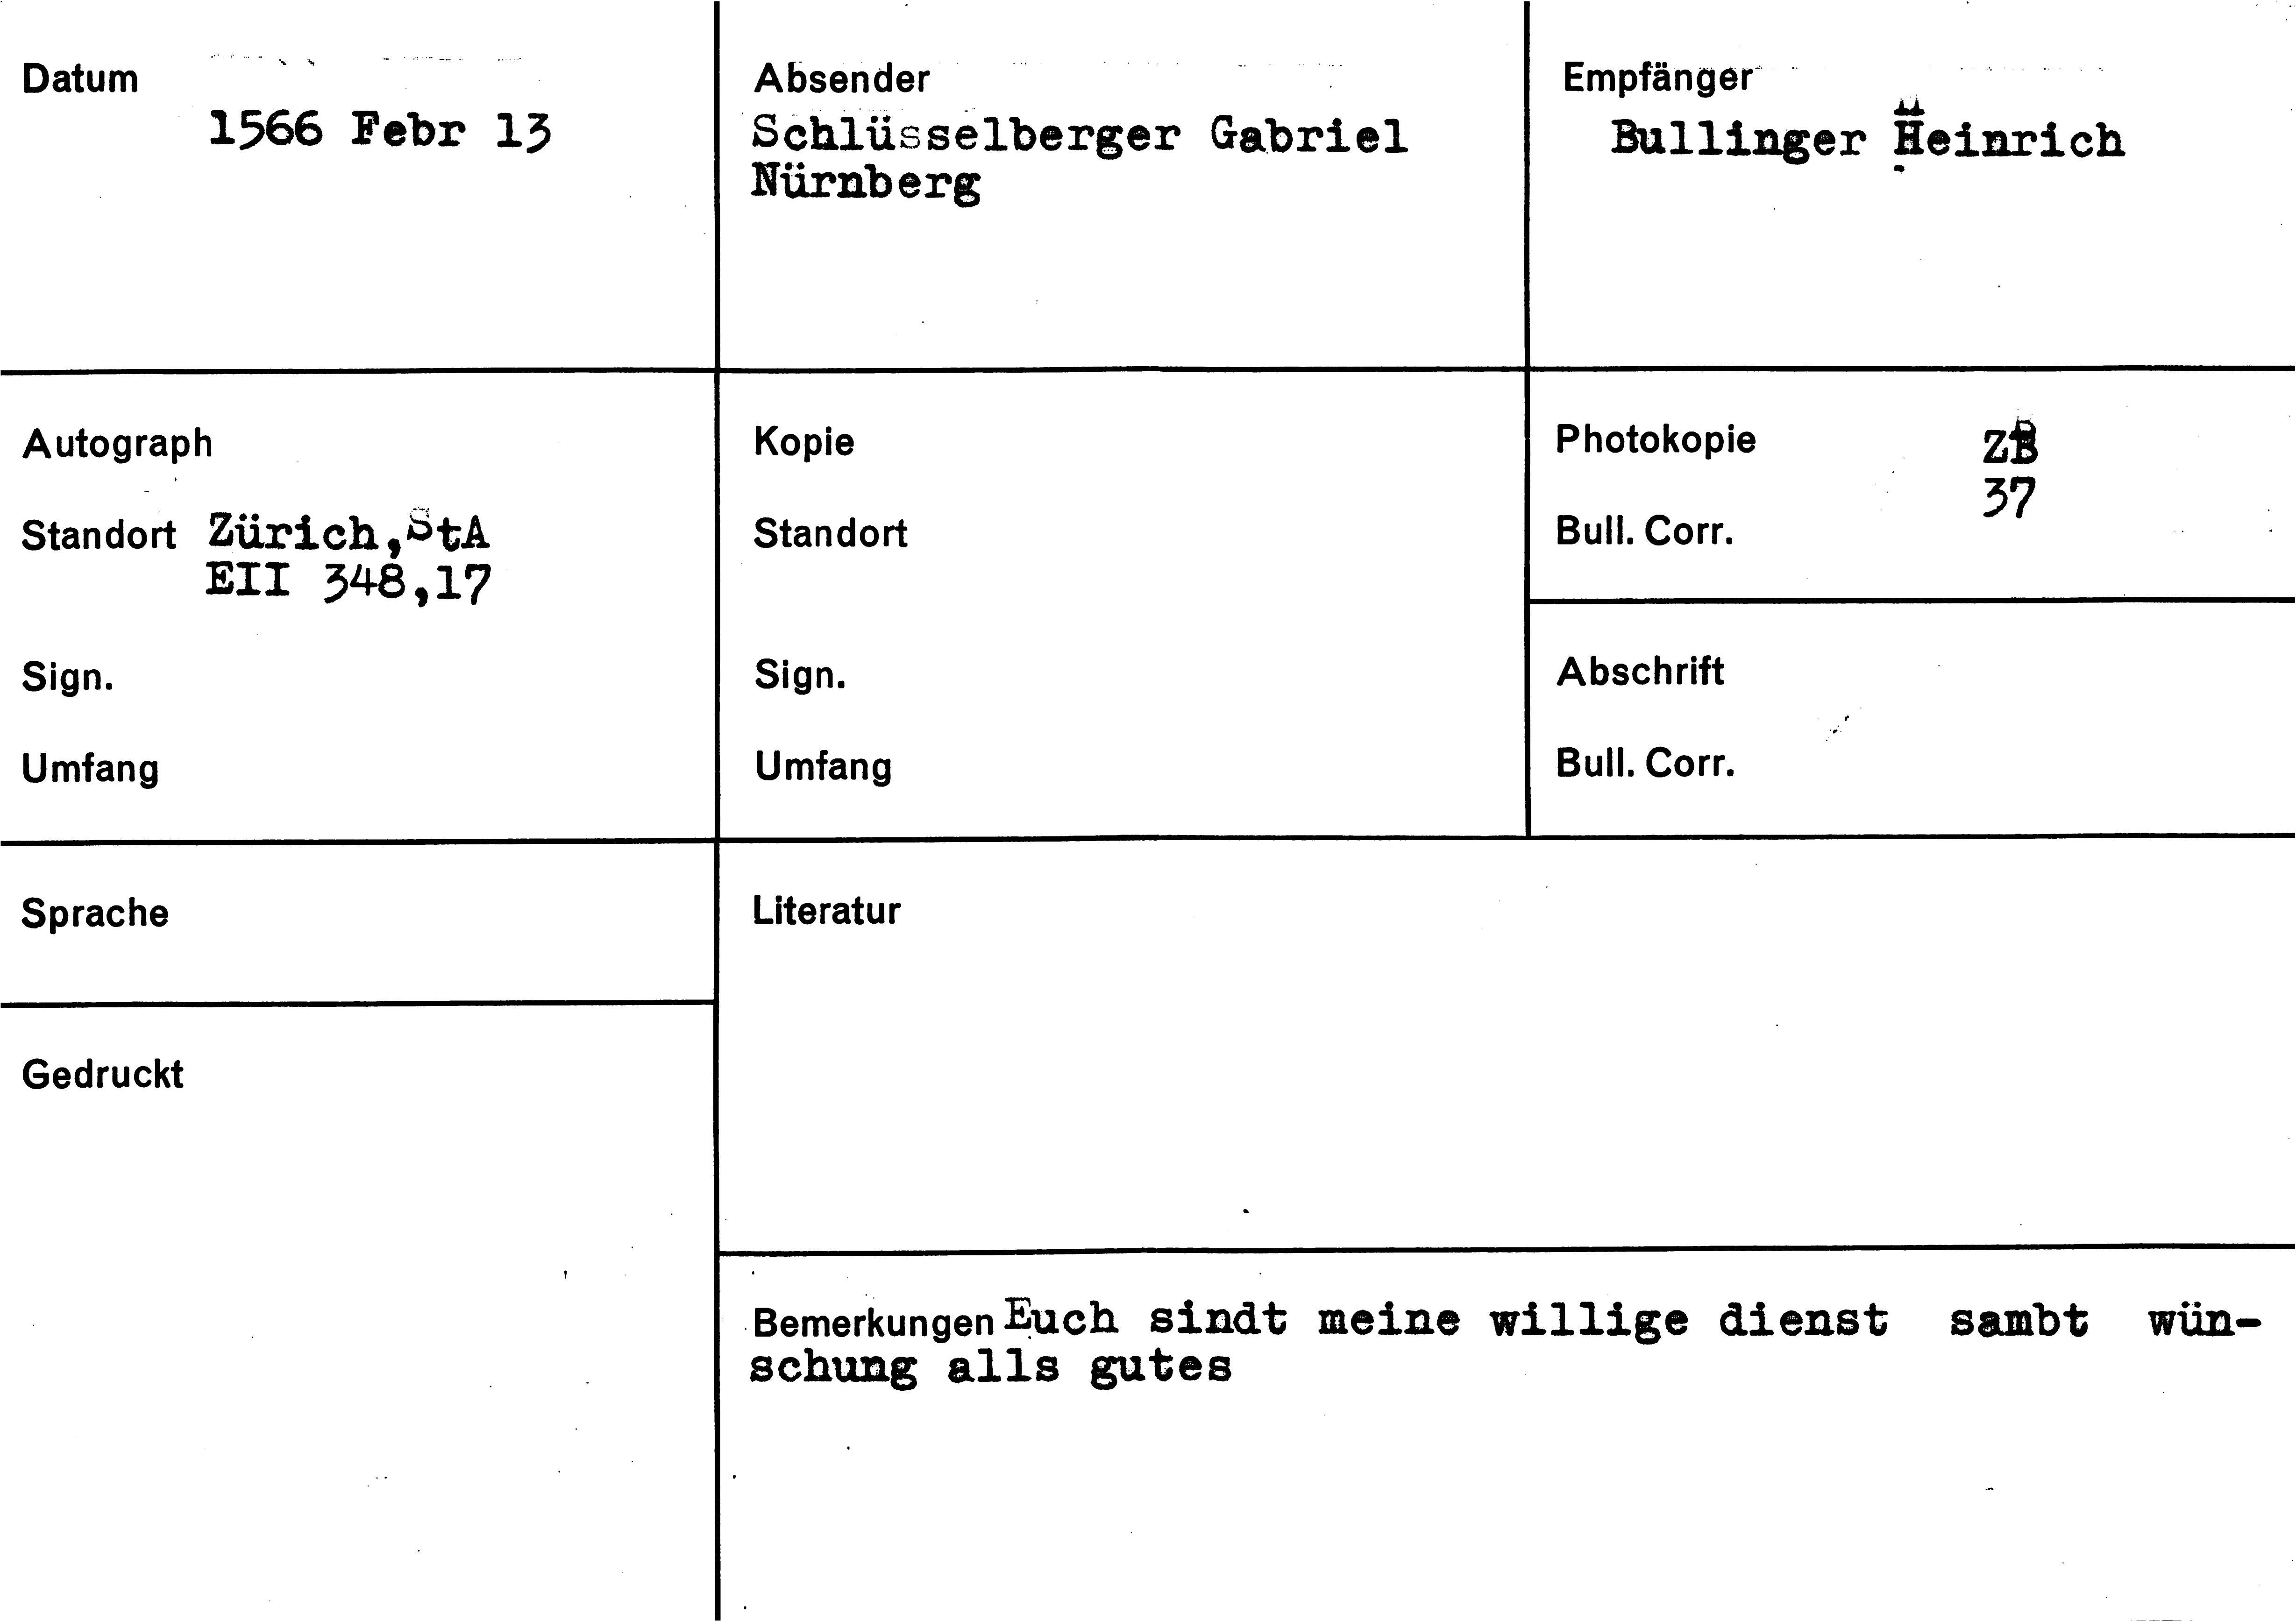 Datum
1566 Febr 13
Absender
Schlüsselberger Gabriel
Nürnberg
Empfänger
Bullinger Heinrich
Autograph
Standort Zürich,StA
EII 348,17
Sign.
Umfang
Kopie
Standort
Sign.
Umfang
Photokopie ZB
37
Bull. Corr.
Abschrift
Bull. Corr.
Sprache
Literatur
Gedruckt
Bemerkungen Euch sindt meine willige dienst sambt wün-
schung alls gutes